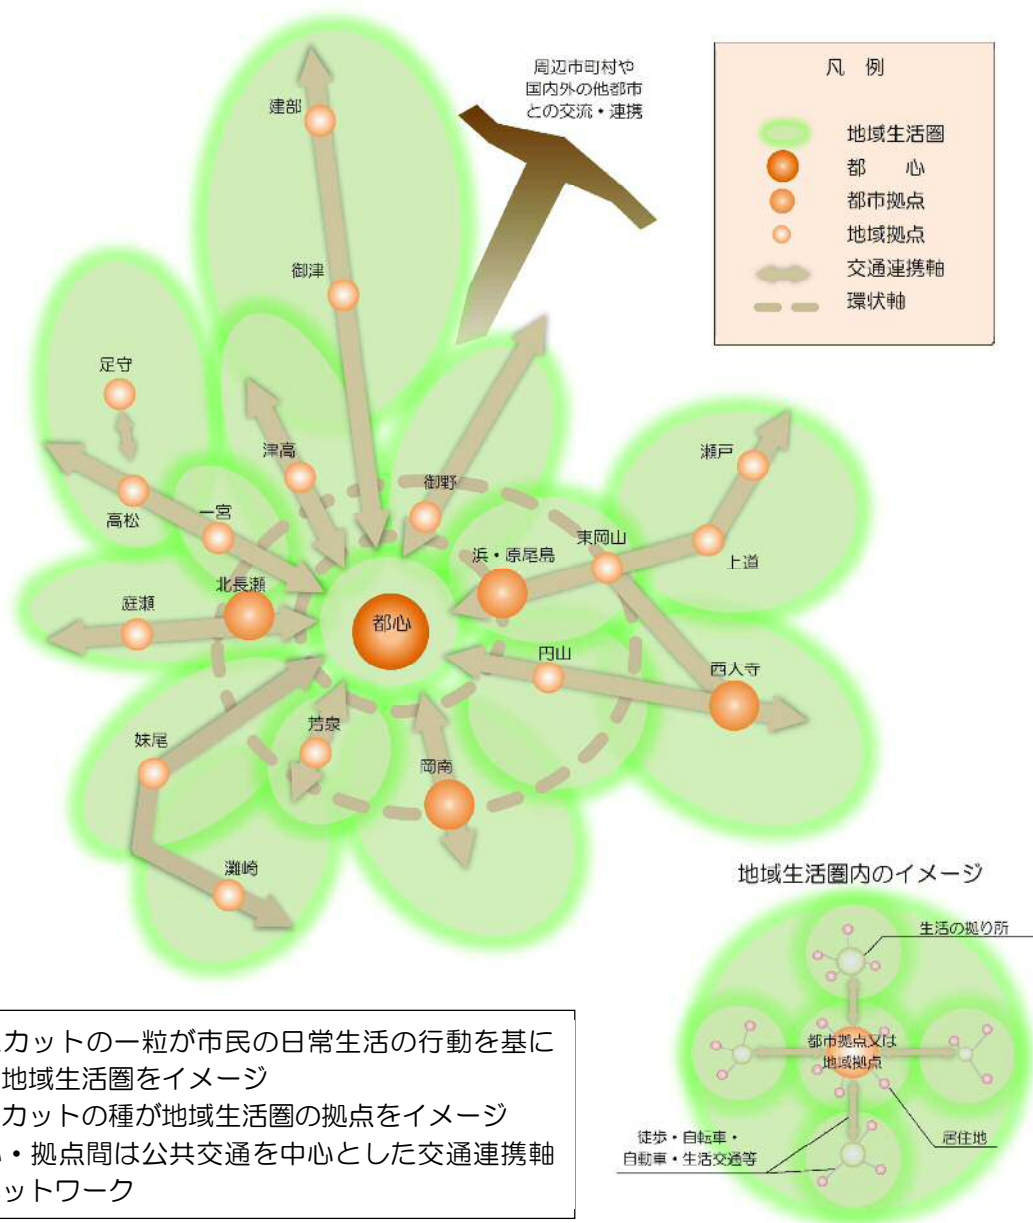 周辺市町村や
国内外の他都市
との交流・連携
凡　例
地域生活圏
都　心
都市拠点
地域拠点
交通連携軸
環状軸
建部
御津
足守
津高
御野
瀬戸
高松
一宮
浜・原尾島
東岡山
上道
北長瀬
庭瀬
都心
円山
西大寺
妹尾
芳泉
岡南
灘崎
地域生活圏内のイメージ
生活の拠り所
都市拠点又は
地域拠点
徒歩・自転車・
自動車・生活交通等
居住地
カットの一粒が市民の日常生活の行動を基に
地域生活圏をイメージ
カットの種が地域生活圏の拠点をイメージ
・拠点間は公共交通を中心とした交通連携軸
ットワーク